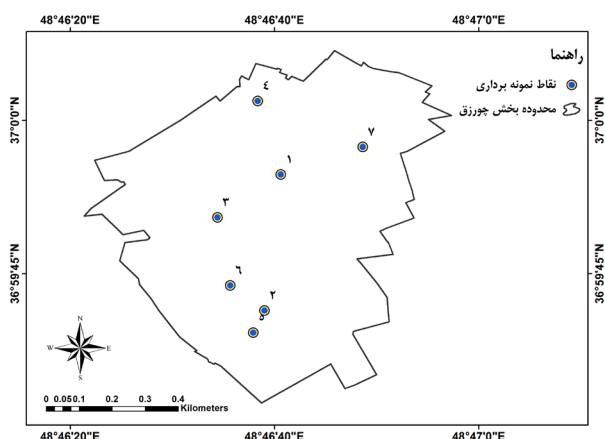 48°46'20"E 48°46'40"E 48°47'0"E
راهنما
نقاط نمونه برداری
محدوده بخش چورزق
37°0'0"N 37°0'0"N
٤
٧
١
٣
36°59'45"N 36°59'45"N
٦
٢
٥
N
W E
S
0 0.050.1 0.2 0.3 0.4
Kilometers
48°46'20"E 48°46'40"E 48°47'0"E